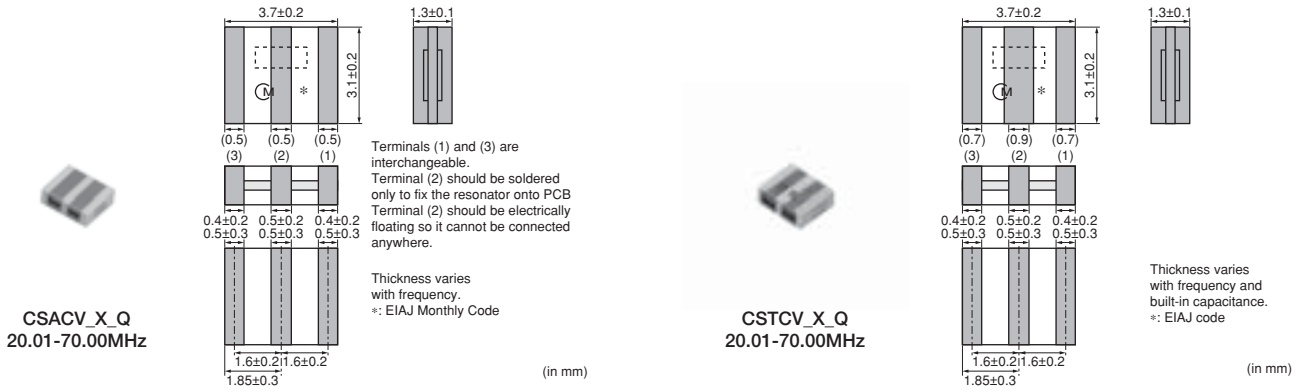 3.7±0.2
1.3±0.1
3.1±0.2
M
*
(0.5) (0.5) (0.5)
(3) (2) (1)
0.4±0.2 0.5±0.2 0.4±0.2
0.5±0.3 0.5±0.3 0.5±0.3
1.6±0.2 1.6±0.2
1.85±0.3
Terminals (1) and (3) are
interchangeable.
Terminal (2) should be soldered
only to fix the resonator onto PCB
Terminal (2) should be electrically
floating so it cannot be connected
anywhere.
Thickness varies
with frequency.
*: EIAJ Monthly Code
(in mm)
CSACV_X_Q
20.01-70.00MHz
3.7±0.2
1.3±0.1
3.1±0.2
M
*
(0.7) (0.9) (0.7)
(3) (2) (1)
0.4±0.2 0.5±0.2 0.4±0.2
0.5±0.3 0.5±0.3 0.5±0.3
1.6±0.2 1.6±0.2
1.85±0.3
Thickness varies
with frequency and
built-in capacitance.
*: EIAJ code
(in mm)
CSTCV_X_Q
20.01-70.00MHz